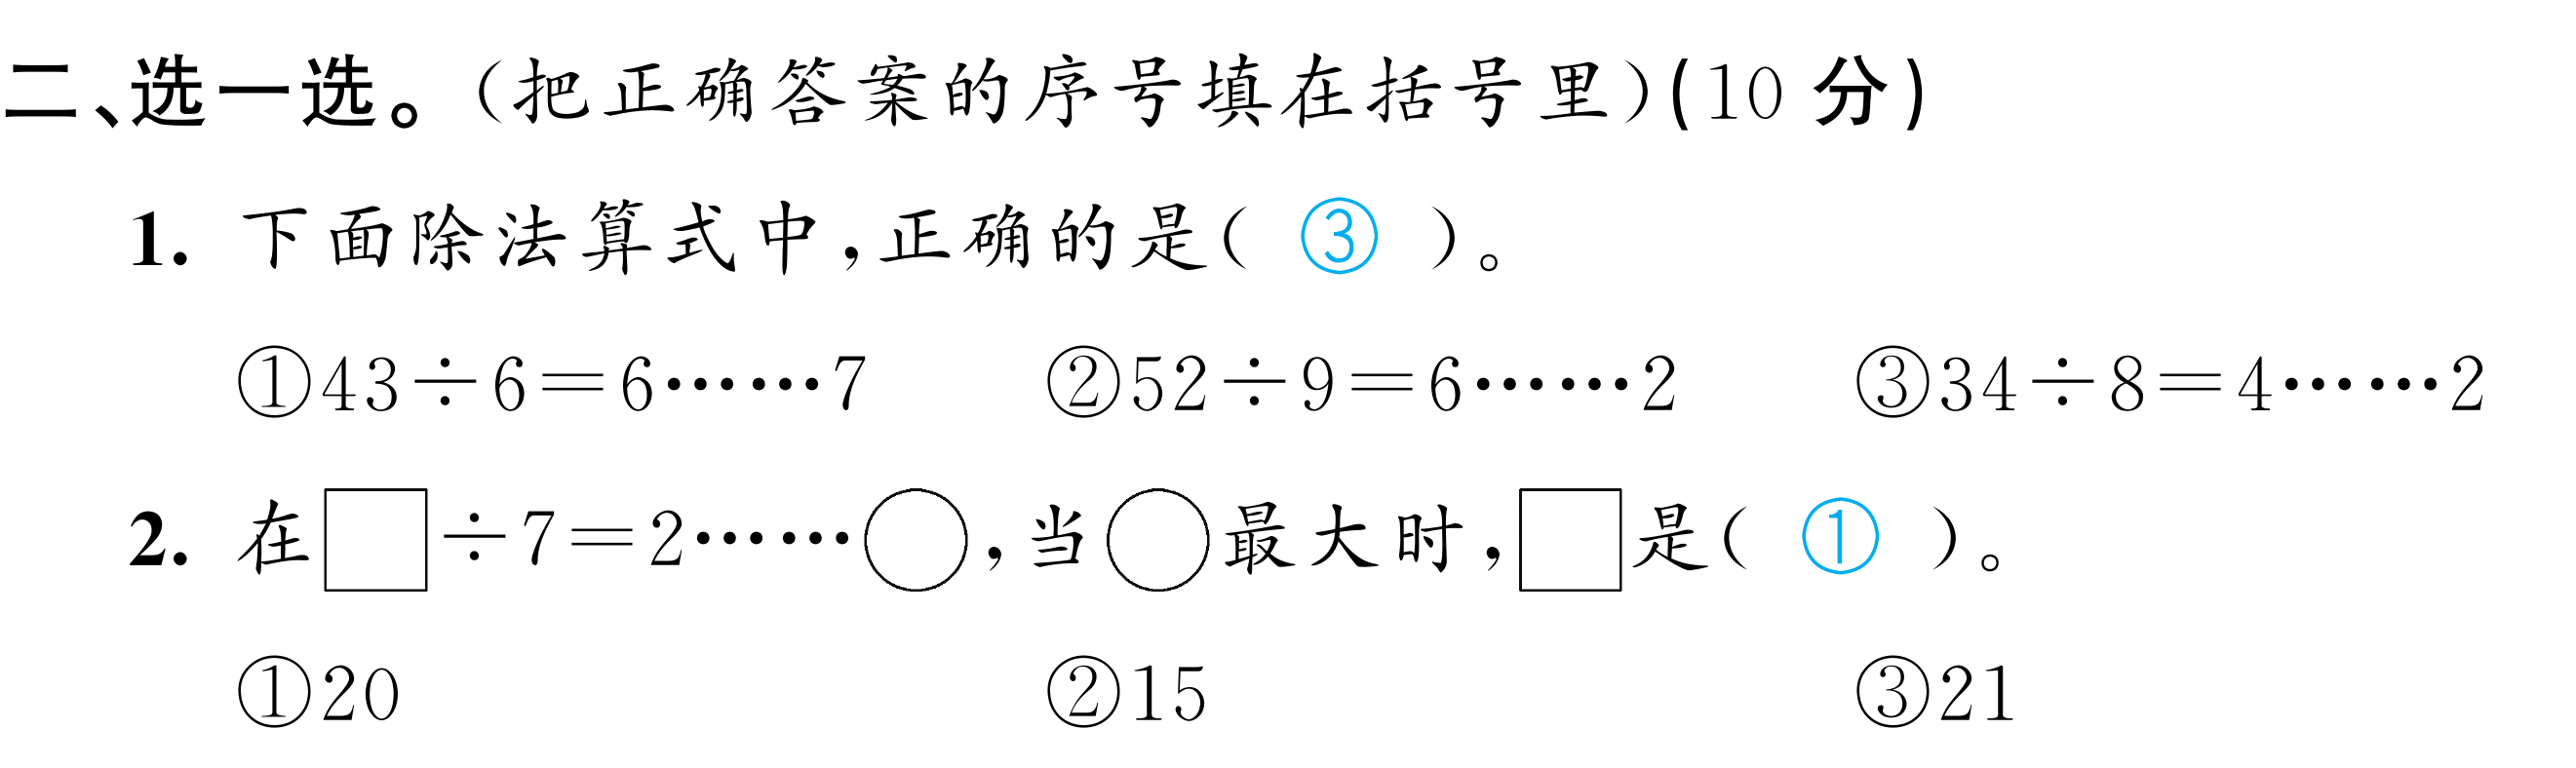 二、选一选。（把正确答案的序号填在括号里）(10 分)
1. 下面除法算式中，正确的是（ ③ ）。
①43÷6=6……7 ②52÷9=6……2 ③34÷8=4……2
2. 在□÷7=2……○，当○最大时，□是（ ① ）。
①20 ②15 ③21